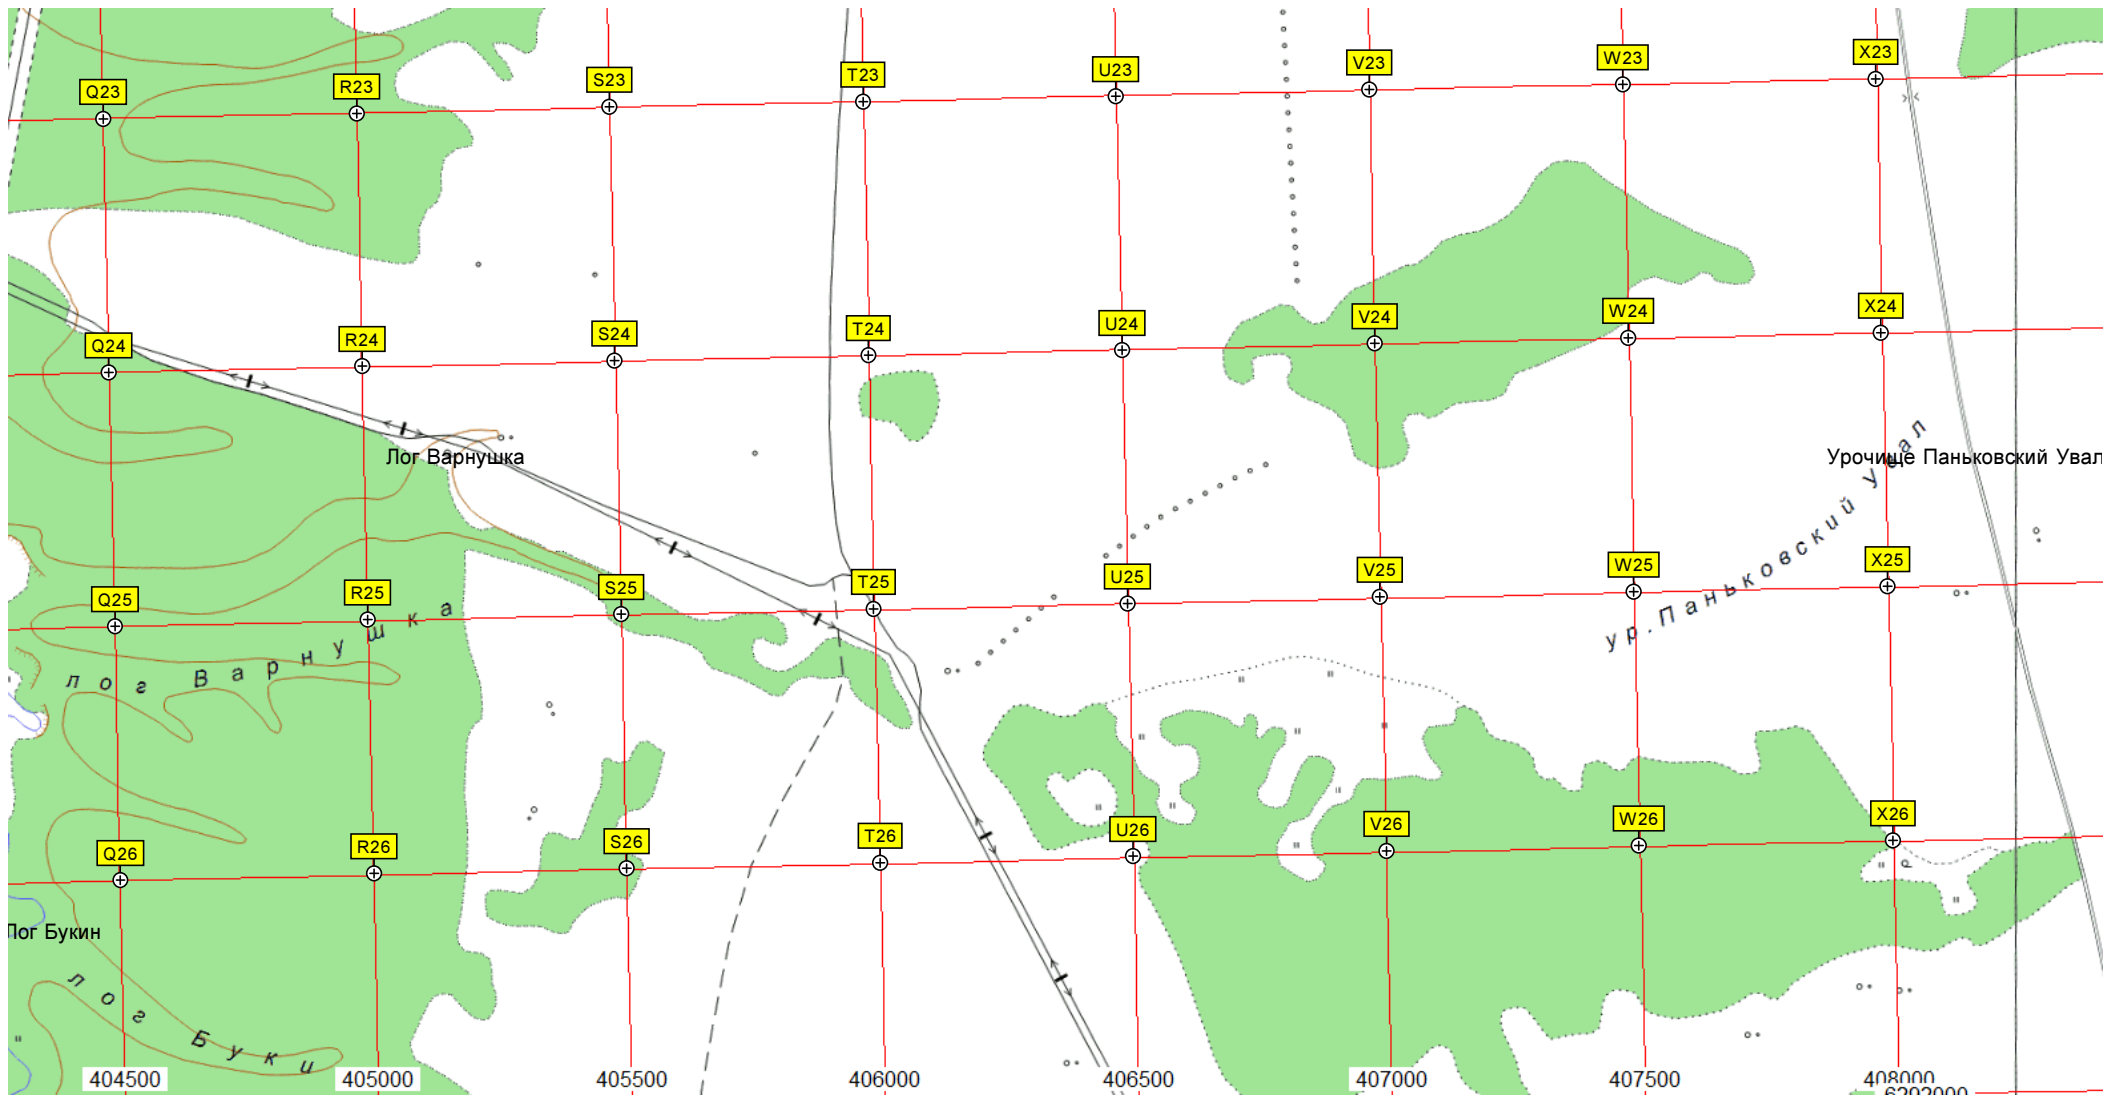 Q23 R23 S23 T23 U23 V23 W23 X23
Q24 R24 S24 T24 U24 V24 W24 X24
Лог Варнушка
Урочище Паньковский Увал
ур. Паньковский Увал
Q25 R25 S25 T25 U25 V25 W25 X25
лог Варнушка
Q26 R26 S26 T26 U26 V26 W26 X26
р
Лог Букин
лог Буки
404500 405000 405500 406000 406500 407000 407500 408000
6292000